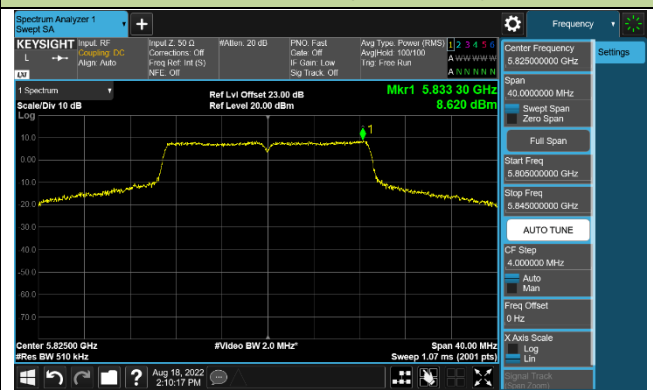 Spectrum Analyzer 1
Swept SA
Frequency
KEYSIGHT
L
LXI
Input: RF
Coupling: DC
Align: Auto
Input Z: 50 Ω
Corrections: Off
Freq Ref: Int (S)
NFE: Off
#Atten: 20 dB
PNO: Fast
Gate: Off
IF Gain: Low
Sig Track: Off
Avg Type: Power (RMS)
Avg|Hold: 100/100
Trig: Free Run
1 2 3 4 5 6
A W W W W W
A N N N N N
Center Frequency
5.825000000 GHz
Settings
Span
40.0000000 MHz
Swept Span
Zero Span
Full Span
Start Freq
5.805000000 GHz
Stop Freq
5.845000000 GHz
AUTO TUNE
CF Step
4.000000 MHz
Auto
Man
Freq Offset
0 Hz
X Axis Scale
Log
Lin
Signal Track
(Span Zoom)
1 Spectrum
Scale/Div 10 dB
Log
Ref Lvl Offset 23.00 dB
Ref Level 20.00 dBm
Mkr1 5.833 30 GHz
8.620 dBm
1
10.0
0.00
-10.0
-20.0
-30.0
-40.0
-50.0
-60.0
-70.0
Center 5.82500 GHz
#Res BW 510 kHz
#Video BW 2.0 MHz*
Span 40.00 MHz
Sweep 1.07 ms (2001 pts)
?
Aug 18, 2022
2:10:17 PM